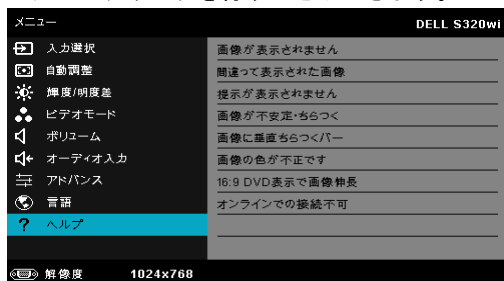 メニュー
DELL S320wi
入力選択
自動調整
輝度/明度差
ビデオモード
ボリューム
オーディオ入力
アドバンス
言語
? ヘルプ
画像が表示されません
間違って表示された画像
提示が表示されません
画像が不安定・ちらつく
画像に垂直ちらつくバー
画像の色が不正です
16:9 DVD表示で画像伸長
オンラインでの接続不可
解像度 1024x768